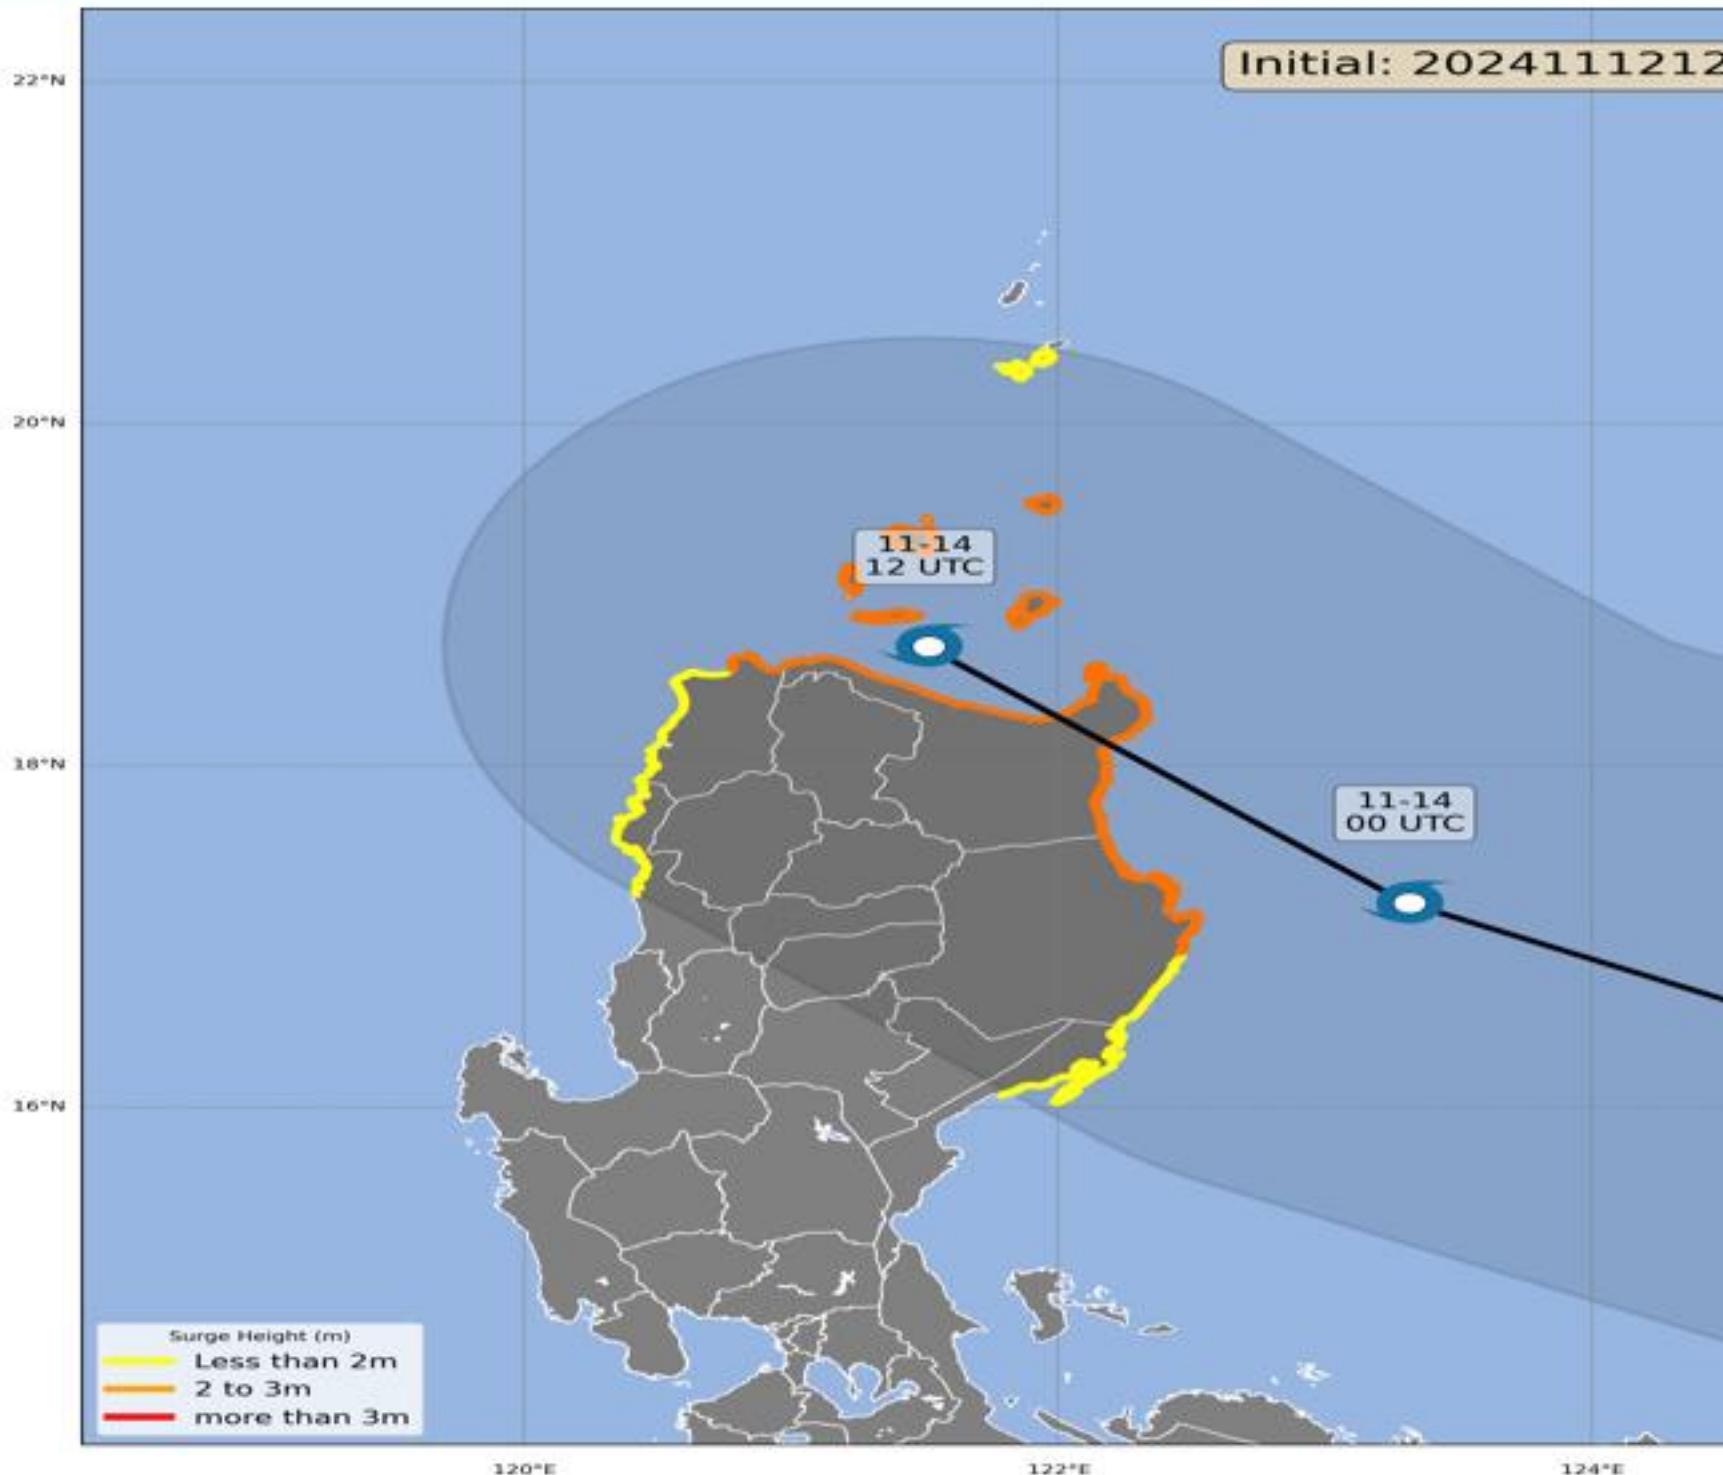 Initial: 2024111212
22°N
20°N
18°N
16°N
11-14
12 UTC
11-14
00 UTC
Surge Height (m)
Less than 2m
2 to 3m
more than 3m
120°E
122°E
124°E